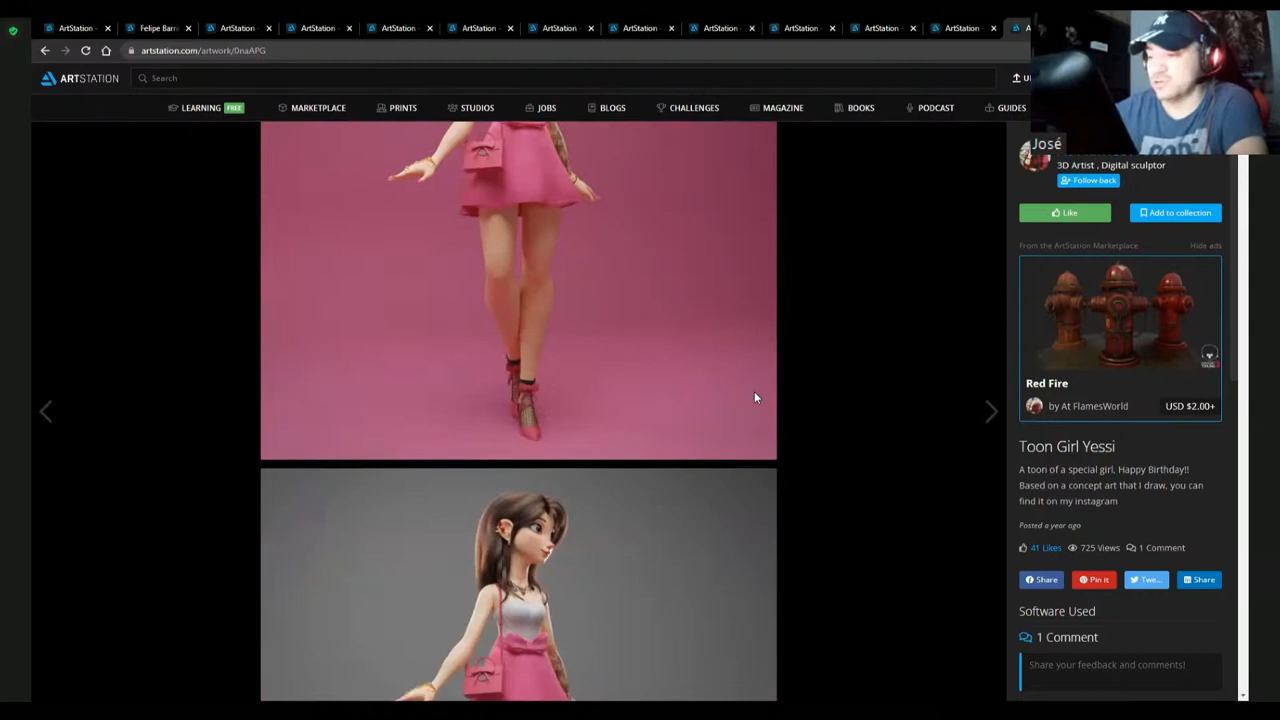 ArtStation -
Felipe Barra
ArtStation -
ArtStation -
ArtStation -
ArtStation -
ArtStation -
ArtStation -
ArtStation -
ArtStation -
ArtStation -
ArtStation -
artstation.com/artwork/0naAPG
ARTSTATION
Search
LEARNING FREE
MARKETPLACE
PRINTS
STUDIOS
JOBS
BLOGS
CHALLENGES
MAGAZINE
BOOKS
PODCAST
GUIDES
José
3D Artist , Digital sculptor
Follow back
Like
Add to collection
From the ArtStation Marketplace
Hide ads
Red Fire
by At FlamesWorld
USD $2.00+
Toon Girl Yessi
A toon of a special girl, Happy Birthday!!
Based on a concept art that I draw, you can
find it on my instagram
Posted a year ago
41 Likes
725 Views
1 Comment
Share
Pin it
Twe...
Share
Software Used
1 Comment
Share your feedback and comments!